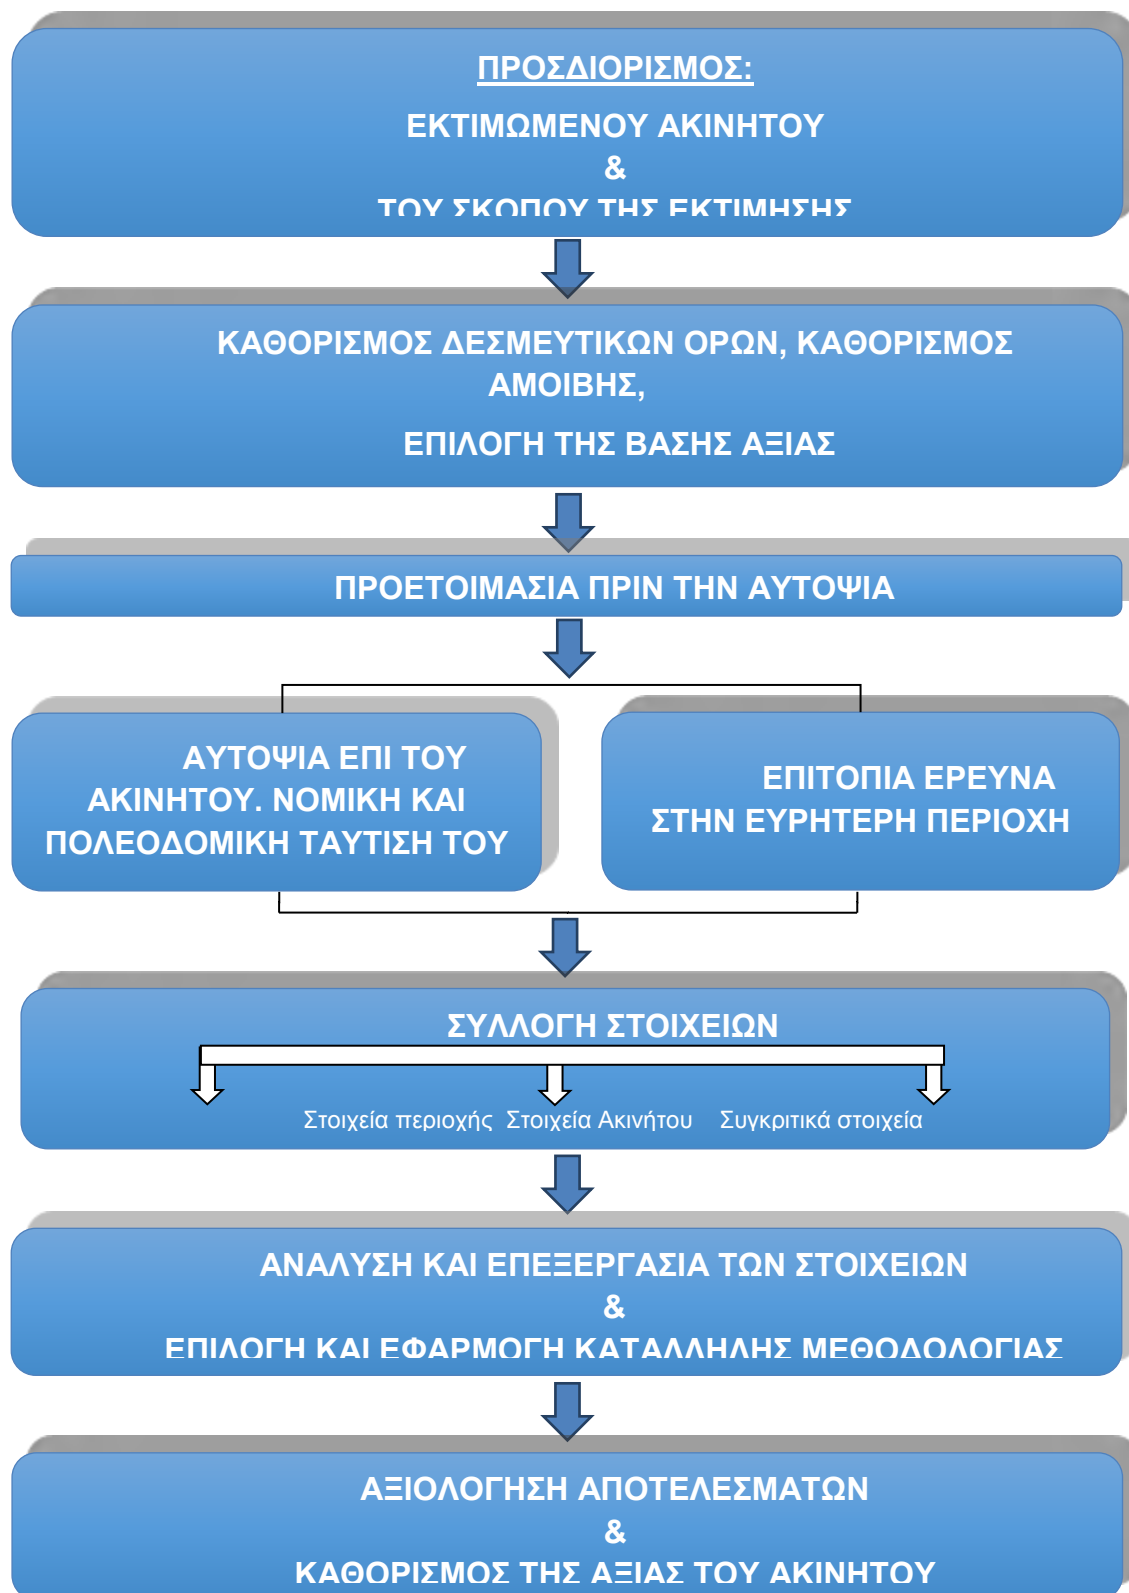 ΠΡΟΣΔΙΟΡΙΣΜΟΣ:
ΕΚΤΙΜΩΜΕΝΟΥ ΑΚΙΝΗΤΟΥ
&
ΤΟΥ ΣΚΟΠΟΥ ΤΗΣ ΕΚΤΙΜΗΣΗΣ
ΚΑΘΟΡΙΣΜΟΣ ΔΕΣΜΕΥΤΙΚΩΝ ΟΡΩΝ, ΚΑΘΟΡΙΣΜΟΣ
ΑΜΟΙΒΗΣ,
ΕΠΙΛΟΓΗ ΤΗΣ ΒΑΣΗΣ ΑΞΙΑΣ
ΠΡΟΕΤΟΙΜΑΣΙΑ ΠΡΙΝ ΤΗΝ ΑΥΤΟΨΙΑ
ΑΥΤΟΨΙΑ ΕΠΙ ΤΟΥ
ΑΚΙΝΗΤΟΥ. ΝΟΜΙΚΗ ΚΑΙ
ΠΟΛΕΟΔΟΜΙΚΗ ΤΑΥΤΙΣΗ ΤΟΥ
ΕΠΙΤΟΠΙΑ ΕΡΕΥΝΑ
ΣΤΗΝ ΕΥΡΗΤΕΡΗ ΠΕΡΙΟΧΗ
ΣΥΛΛΟΓΗ ΣΤΟΙΧΕΙΩΝ
Στοιχεία περιοχής Στοιχεία Ακινήτου Συγκριτικά στοιχεία
ΑΝΑΛΥΣΗ ΚΑΙ ΕΠΕΞΕΡΓΑΣΙΑ ΤΩΝ ΣΤΟΙΧΕΙΩΝ
&
ΕΠΙΛΟΓΗ ΚΑΙ ΕΦΑΡΜΟΓΗ ΚΑΤΑΛΛΗΛΗΣ ΜΕΘΟΔΟΛΟΓΙΑΣ
ΑΞΙΟΛΟΓΗΣΗ ΑΠΟΤΕΛΕΣΜΑΤΩΝ
&
ΚΑΘΟΡΙΣΜΟΣ ΤΗΣ ΑΞΙΑΣ ΤΟΥ ΑΚΙΝΗΤΟΥ